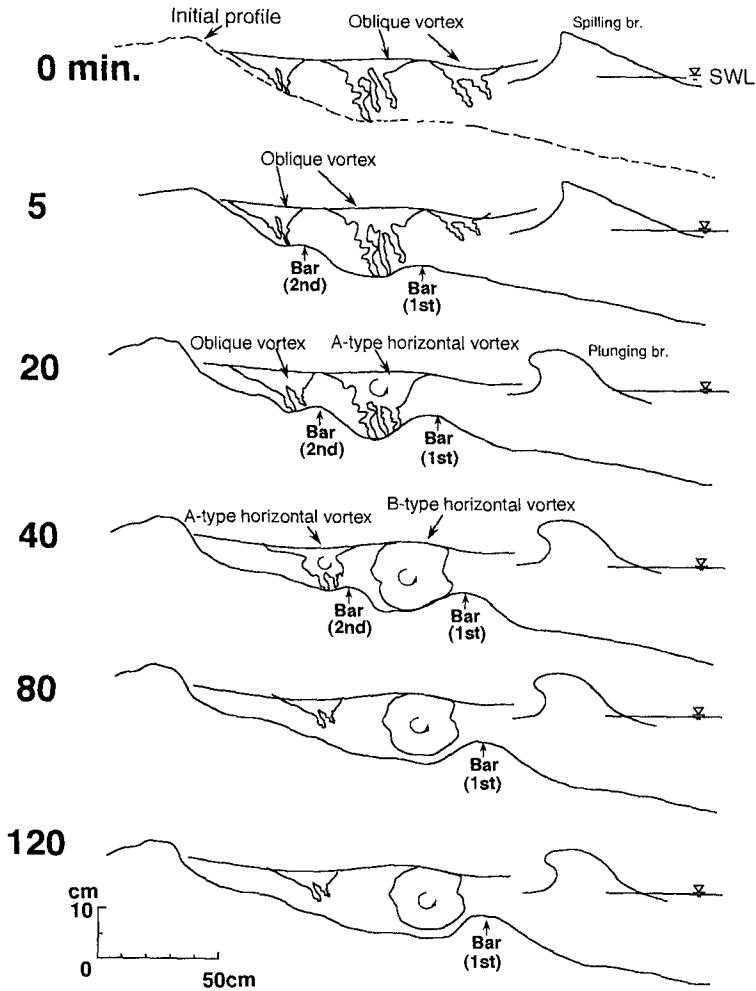 Initial profile
Oblique vortex
Spilling br.
0 min.
SWL
Oblique vortex
5
Bar
(2nd)
Bar
(1st)
20
Oblique vortex
A-type horizontal vortex
Plunging br.
Bar
(2nd)
Bar
(1st)
40
A-type horizontal vortex
B-type horizontal vortex
Bar
(2nd)
Bar
(1st)
80
Bar
(1st)
120
cm
10
0
50cm
Bar
(1st)